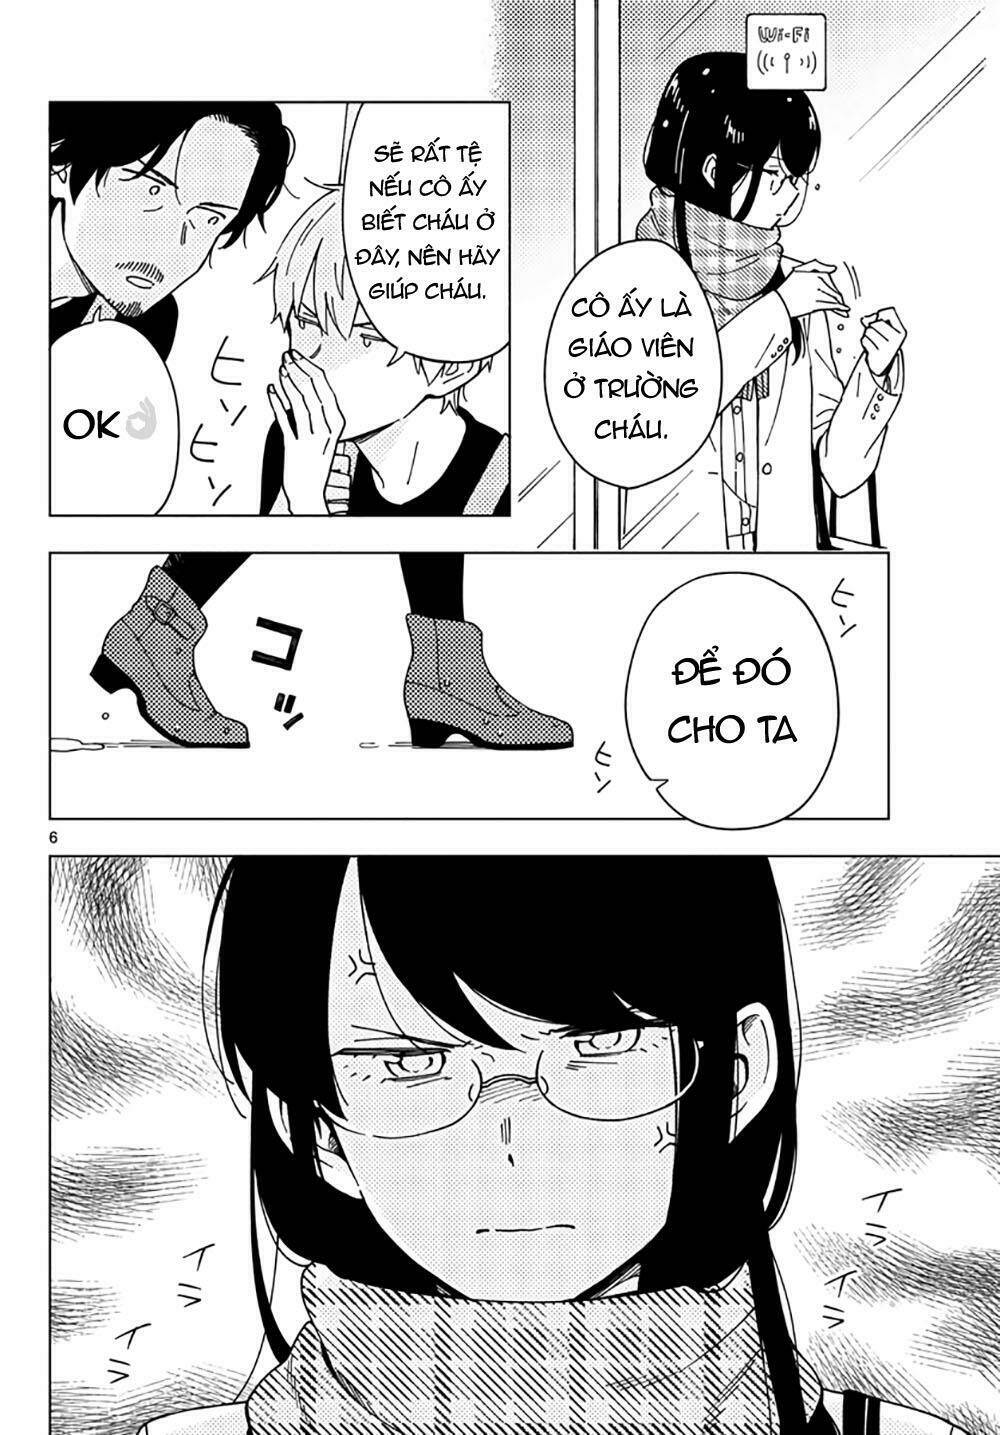 Wi-Fi
CÔ ẤY LÀ
GIÁO VIÊN
Ở TRƯỜNG
CHÁU.
SẼ RẤT TỆ
NẾU CÔ ẤY
BIẾT CHÁU Ở
ĐÂY, NÊN HÃY
GIÚP CHÁU.
ヒソ
ヒソ
OK👌
ヒソ
ĐỂ ĐÓ
CHO TA
ヒソ
コツ
6
イラ
イラ
イラ
イラ